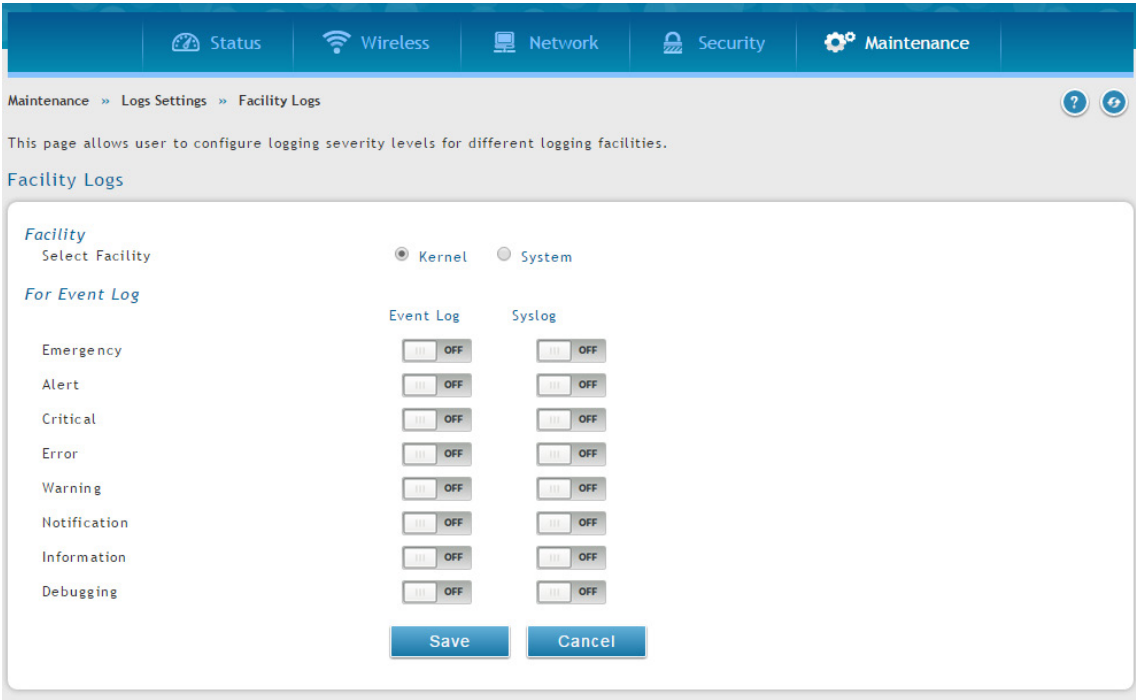 Status Wireless Network Security Maintenance
Maintenance » Logs Settings » Facility Logs
?
This page allows user to configure logging severity levels for different logging facilities.
Facility Logs
Facility
Select Facility Kernel System
For Event Log
Event Log Syslog
Emergency OFF OFF
Alert OFF OFF
Critical OFF OFF
Error OFF OFF
Warning OFF OFF
Notification OFF OFF
Information OFF OFF
Debugging OFF OFF
Save Cancel